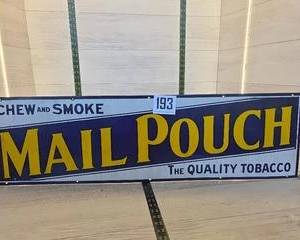 CHEW AND SMOKE
193
MAIL POUCH
THE QUALITY TOBACCO